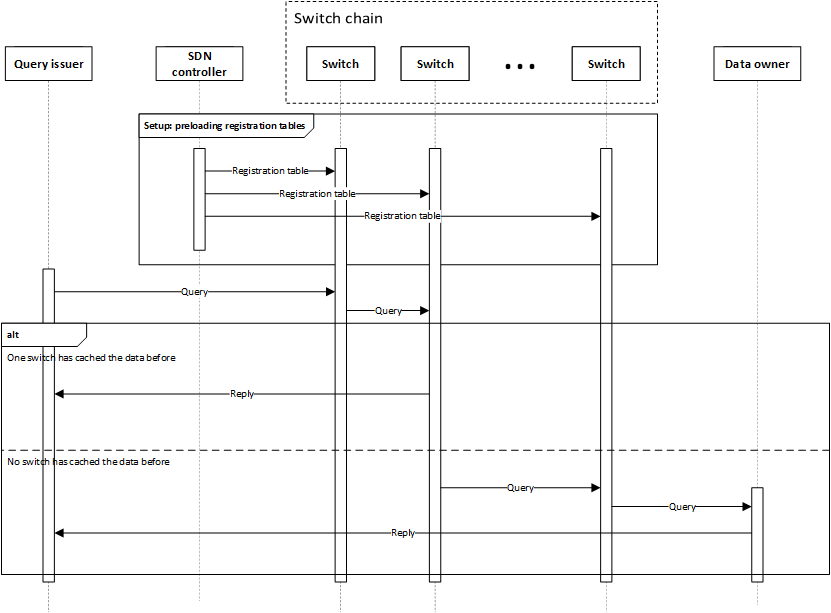 Switch chain
Query issuer
SDN
controller
Switch
Switch
...
Switch
Data owner
Setup: preloading registration tables
Registration table
Registration table
Registration table
Query
Query
alt
One switch has cached the data before
Reply
No switch has cached the data before
Query
Query
Reply